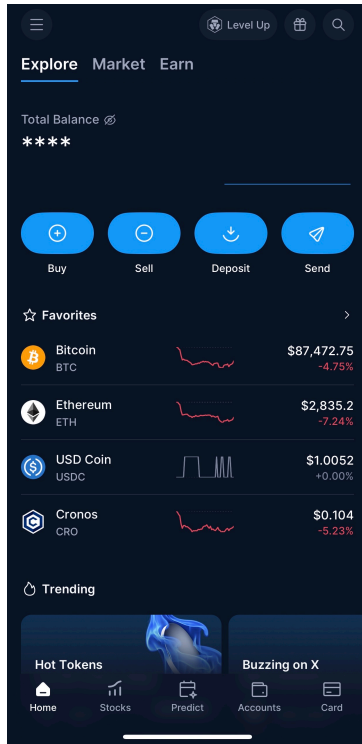 Level Up
Explore Market Earn
Total Balance
****
Buy Sell Deposit Send
Favorites
Bitcoin $87,472.75
BTC -4.75%
Ethereum $2,835.2
ETH -7.24%
USD Coin $1.0052
USDC +0.00%
Cronos $0.104
CRO -5.23%
Trending
Hot Tokens Buzzing on X
Home Stocks Predict Accounts Card